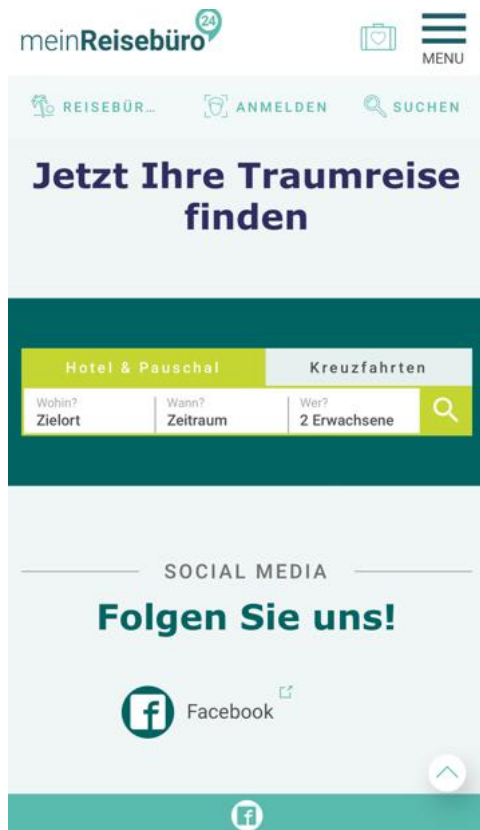 meinReisebüro 24
MENU
REISEBÜR... ANMELDEN SUCHEN
Jetzt Ihre Traumreise
finden
Hotel & Pauschal Kreuzfahrten
Wohin? Wann? Wer?
Zielort Zeitraum 2 Erwachsene
SOCIAL MEDIA
Folgen Sie uns!
Facebook